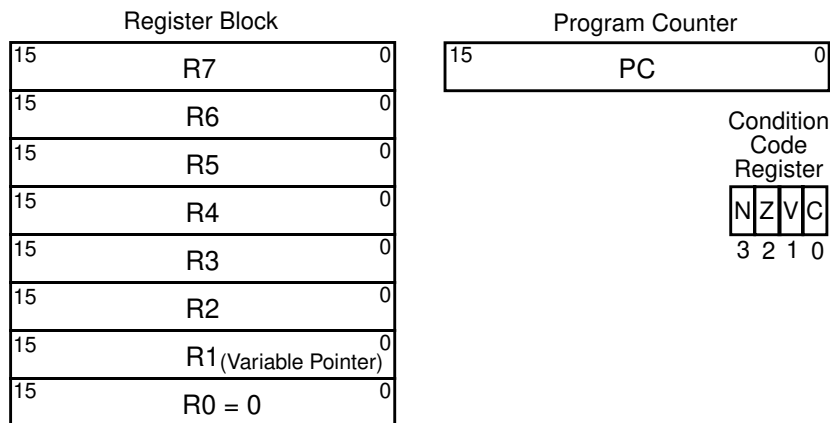 Register Block
15 R7 0
15 R6 0
15 R5 0
15 R4 0
15 R3 0
15 R2 0
15 R1 (Variable Pointer) 0
15 R0 = 0 0
Program Counter
15 PC 0
Condition
Code
Register
N Z V C
3 2 1 0